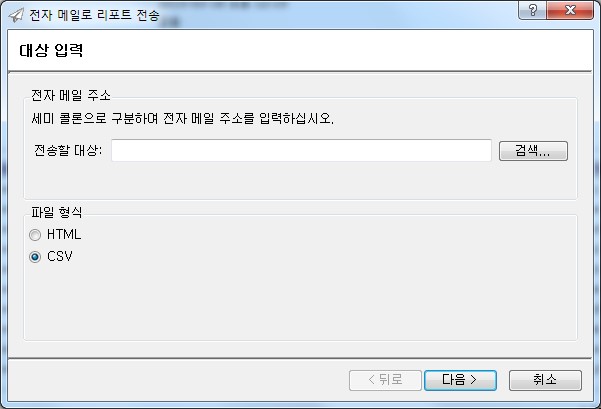 전자 메일로 리포트 전송
?
대상 입력
전자 메일 주소
세미 콜론으로 구분하며 전자 메일 주소를 입력하십시오.
전송할 대상:
검색...
파일 형식
HTML
CSV
< 뒤로
다음 >
취소